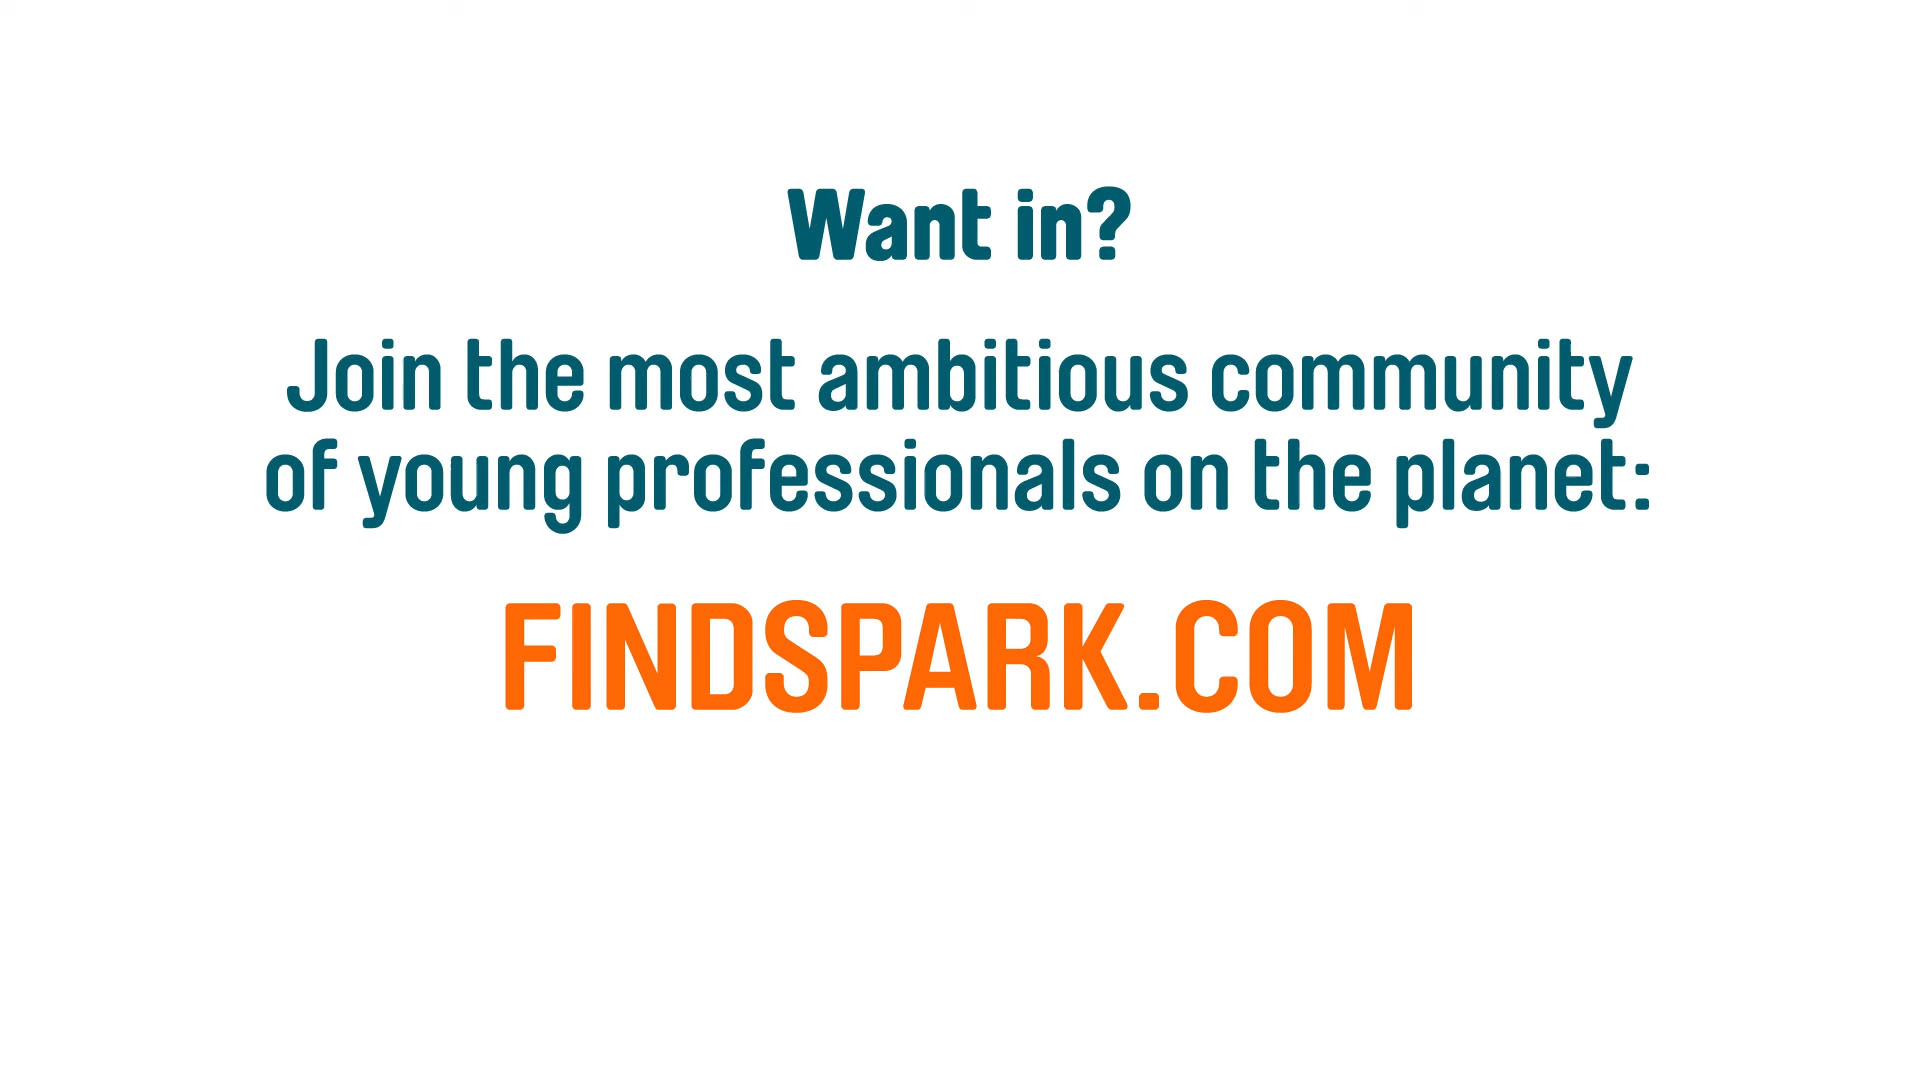 Want in?
Join the most ambitious community
of young professionals on the planet:
FINDSPARK.COM